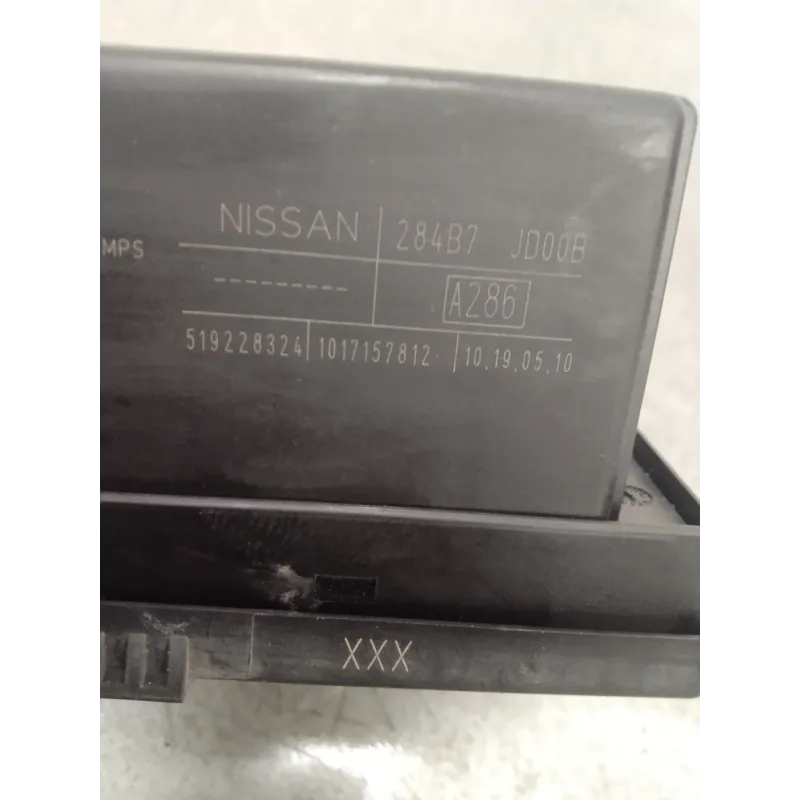 NISSAN 284B7 JD00B
MPS
--------- A286
519228324 1017157812 10.19.05.10
XXX